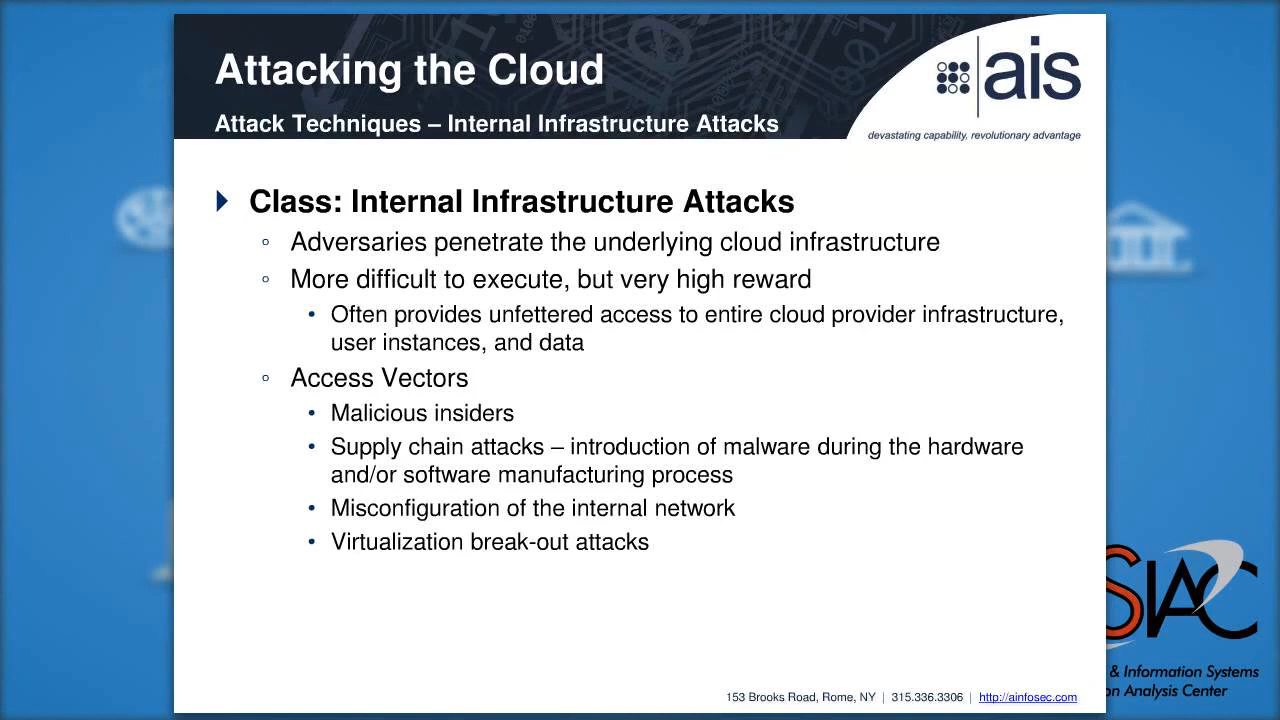 Attacking the Cloud
Attack Techniques – Internal Infrastructure Attacks
ais
devastating capability, revolutionary advantage
Class: Internal Infrastructure Attacks
Adversaries penetrate the underlying cloud infrastructure
More difficult to execute, but very high reward
Often provides unfettered access to entire cloud provider infrastructure,
user instances, and data
Access Vectors
Malicious insiders
Supply chain attacks – introduction of malware during the hardware
and/or software manufacturing process
Misconfiguration of the internal network
Virtualization break-out attacks
SIAC
& Information Systems
on Analysis Center
153 Brooks Road, Rome, NY | 315.336.3306 | http://ainfosec.com